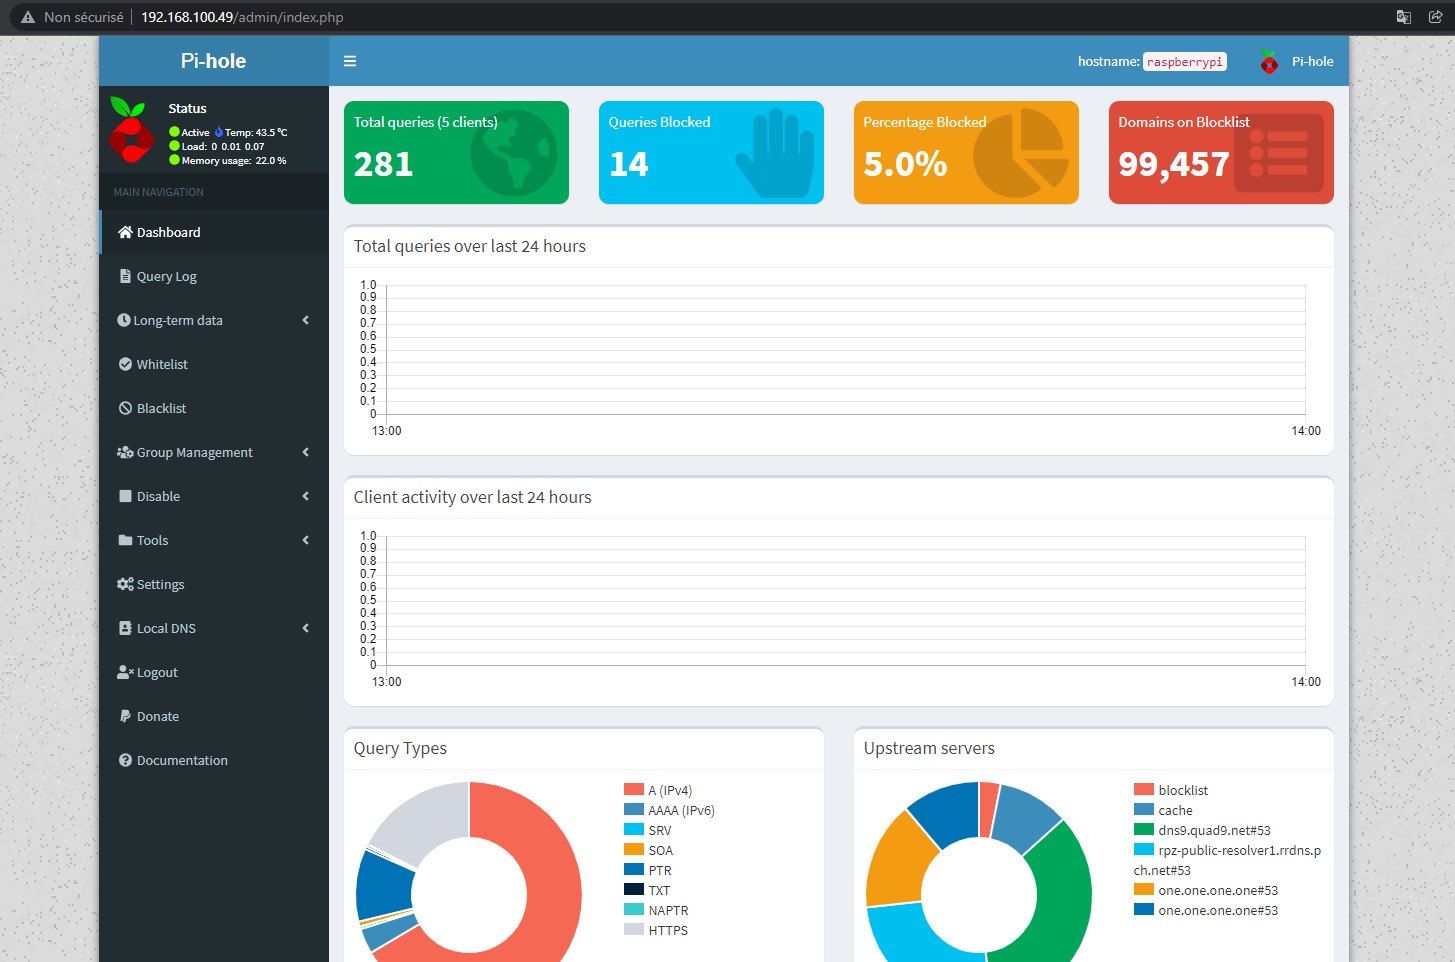 Non sécurisé 192.168.100.49/admin/index.php
Pi-hole
hostname: raspberrypi Pi-hole
Status
Active Temp: 43.5 °C
Load: 0 0.01 0.07
Memory usage: 22.0 %
MAIN NAVIGATION
Dashboard
Query Log
Long-term data
Whitelist
Blacklist
Group Management
Disable
Tools
Settings
Local DNS
Logout
Donate
Documentation
Total queries (5 clients)
281
Queries Blocked
14
Percentage Blocked
5.0%
Domains on Blocklist
99,457
Total queries over last 24 hours
1.0
0.9
0.8
0.7
0.6
0.5
0.4
0.3
0.2
0.1
0
13:00 14:00
Client activity over last 24 hours
1.0
0.9
0.8
0.7
0.6
0.5
0.4
0.3
0.2
0.1
0
13:00 14:00
Query Types
A (IPv4)
AAAA (IPv6)
SRV
SOA
PTR
TXT
NAPTR
HTTPS
Upstream servers
blocklist
cache
dns9.quad9.net#53
rpz-public-resolver1.rrdns.p
ch.net#53
one.one.one.one#53
one.one.one.one#53